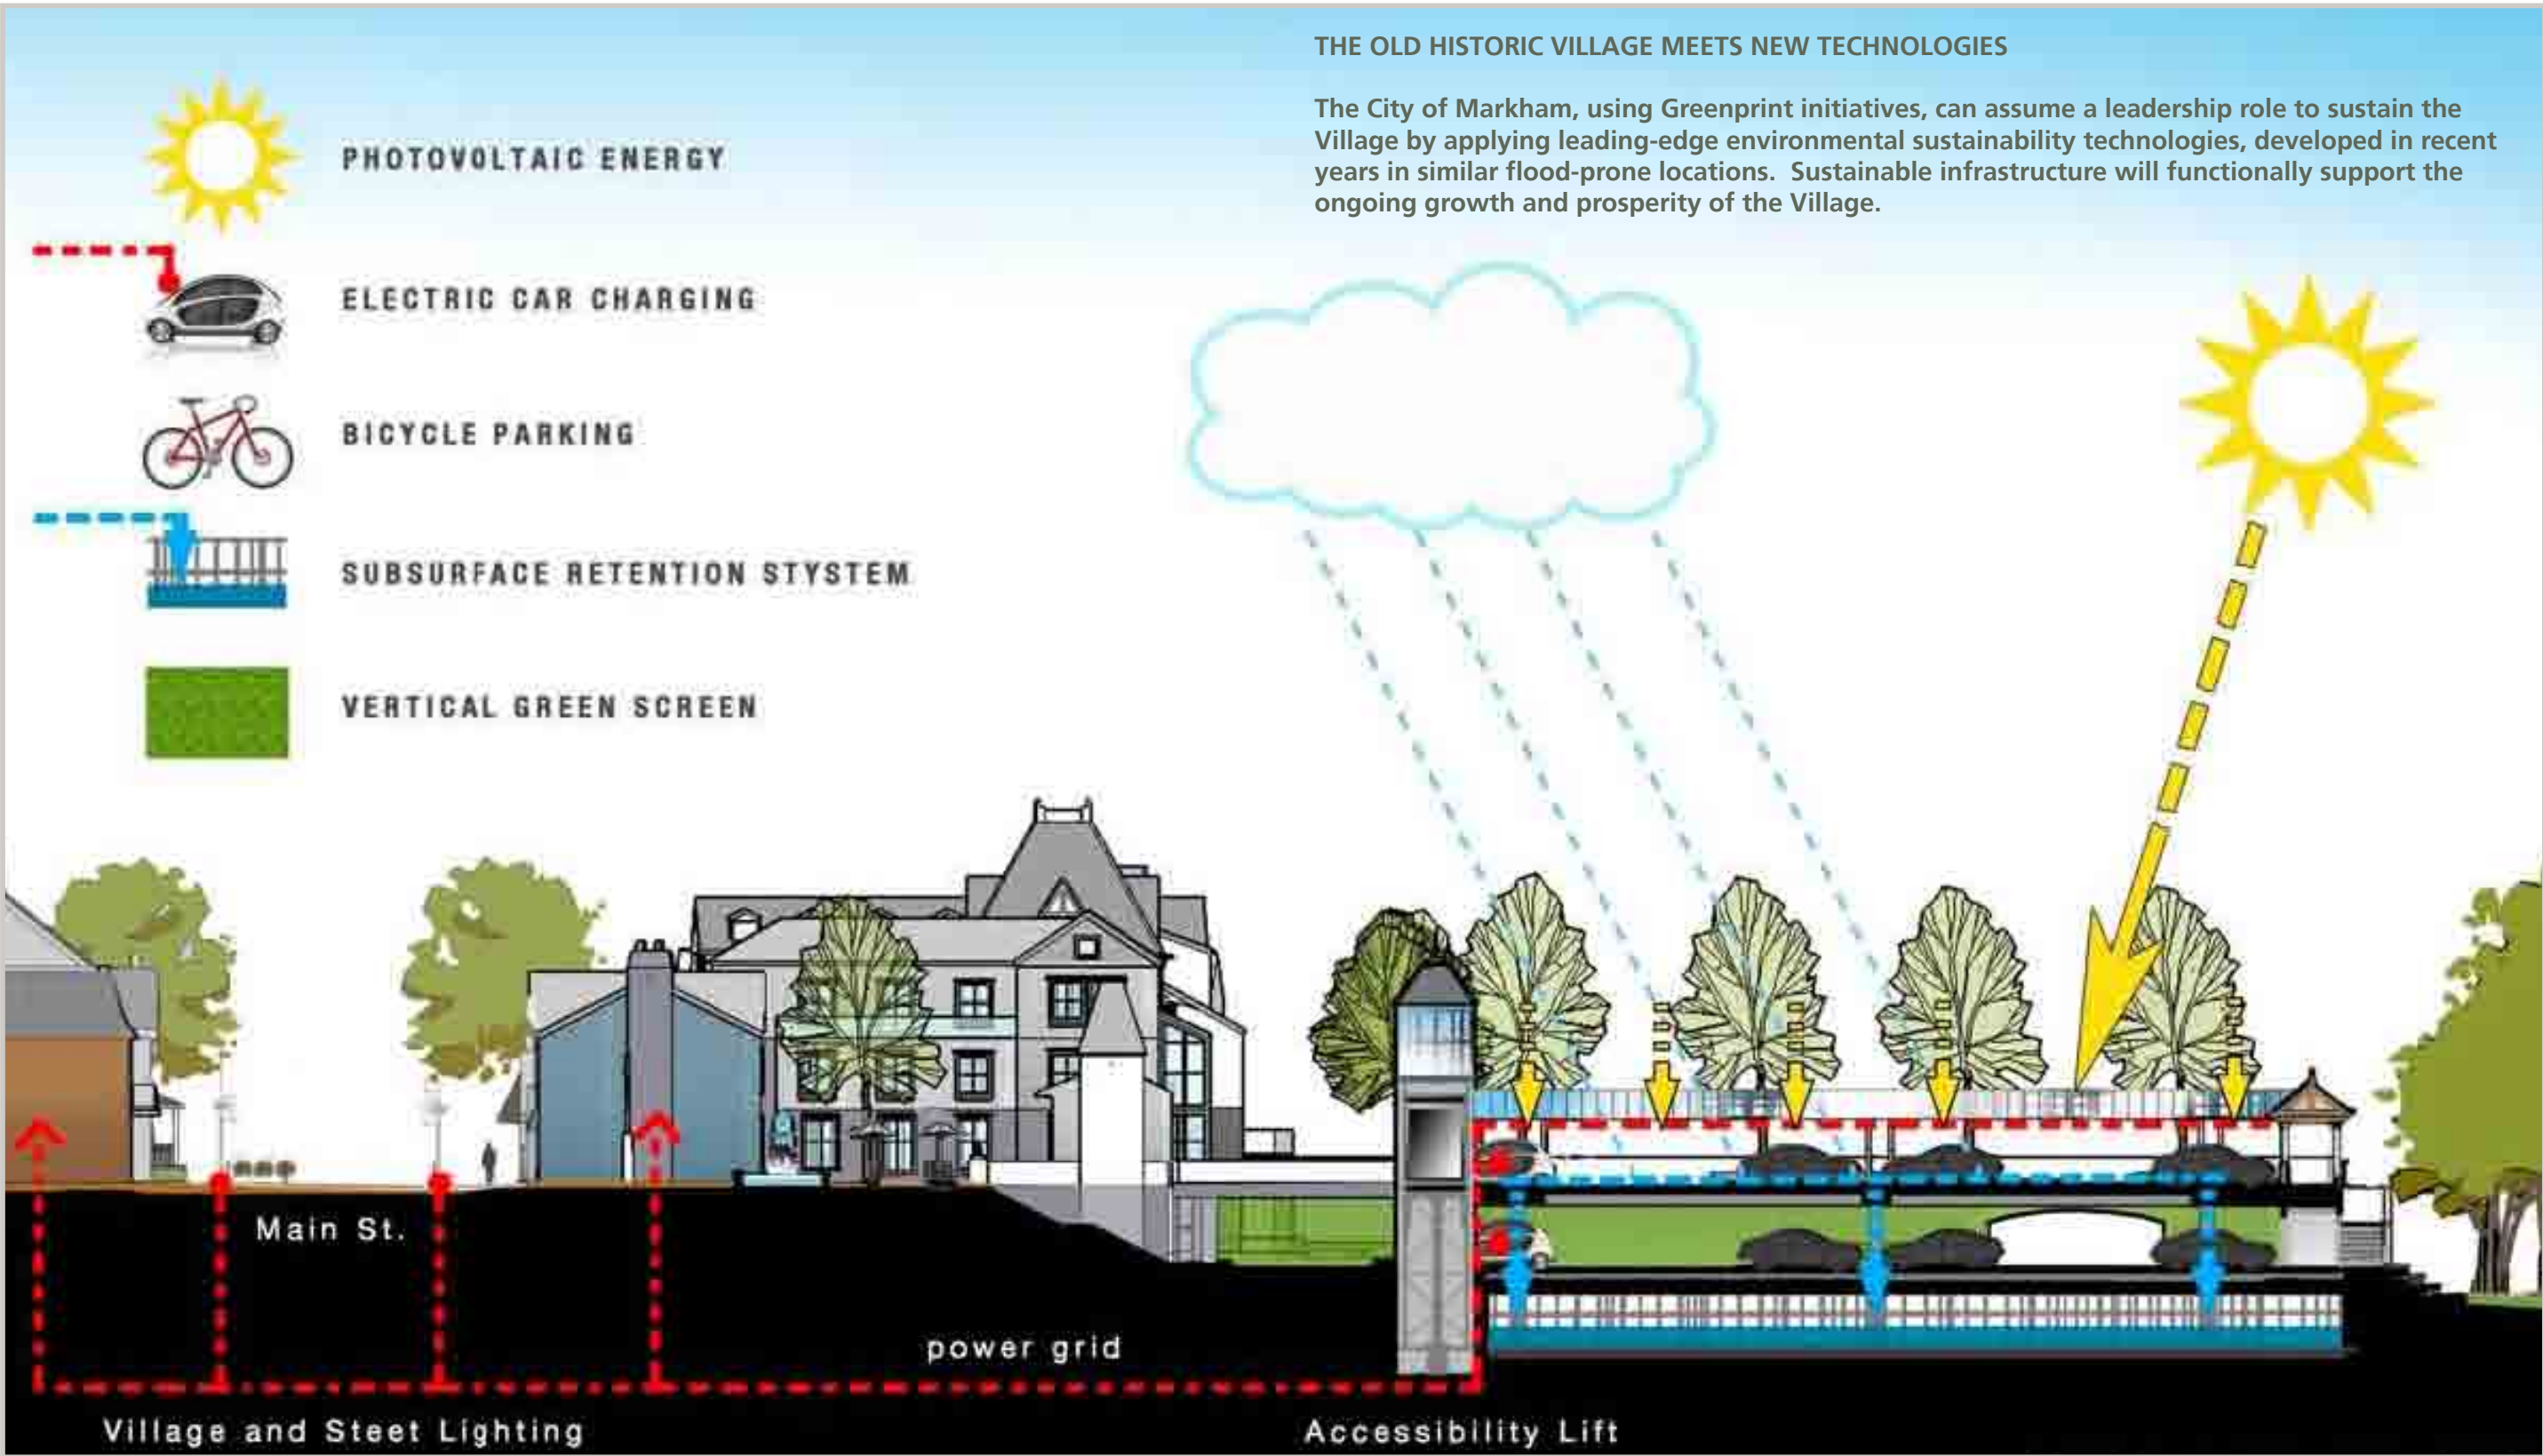 THE OLD HISTORIC VILLAGE MEETS NEW TECHNOLOGIES
The City of Markham, using Greenprint initiatives, can assume a leadership role to sustain the
Village by applying leading-edge environmental sustainability technologies, developed in recent
years in similar flood-prone locations.  Sustainable infrastructure will functionally support the
ongoing growth and prosperity of the Village.
PHOTOVOLTAIC ENERGY
ELECTRIC CAR CHARGING
BICYCLE PARKING
SUBSURFACE RETENTION STYSTEM
VERTICAL GREEN SCREEN
Main St.
power grid
Village and Steet Lighting
Accessibility Lift